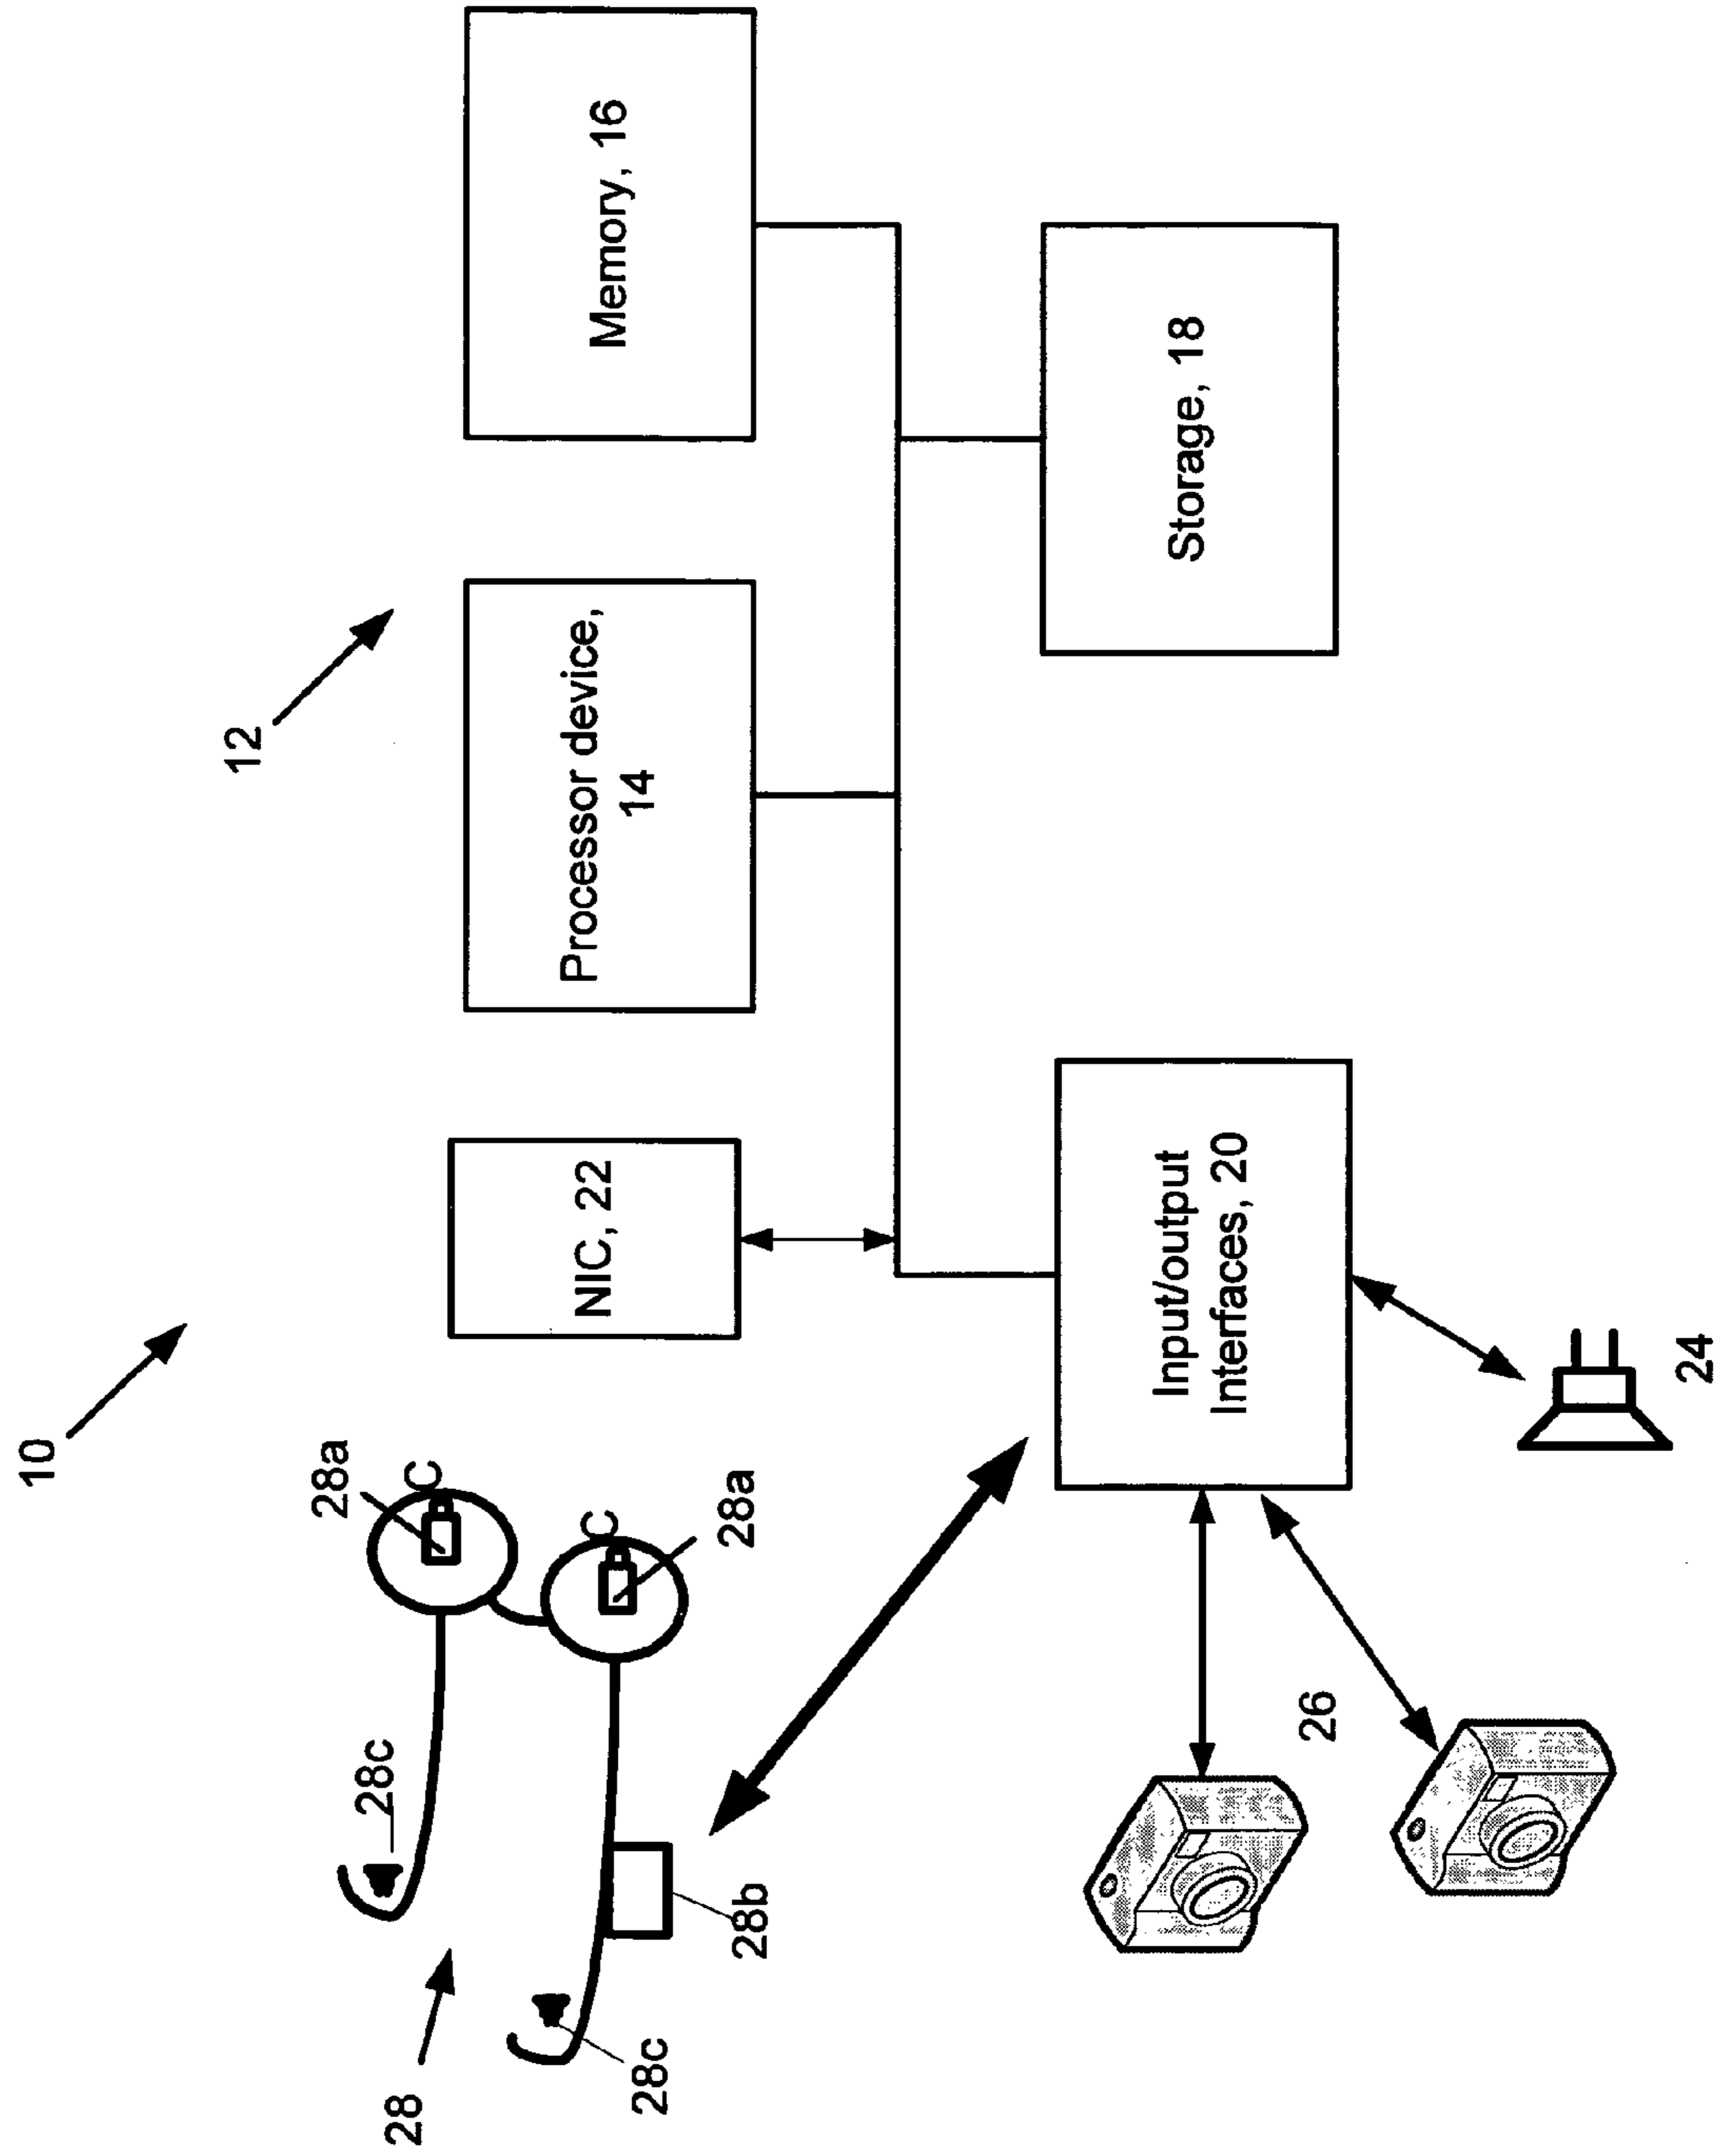 10
12
28
28c
28a
C
28c
28b
C
28a
NIC, 22
Processor device,
14
Memory, 16
Input/output
Interfaces, 20
Storage, 18
26
24